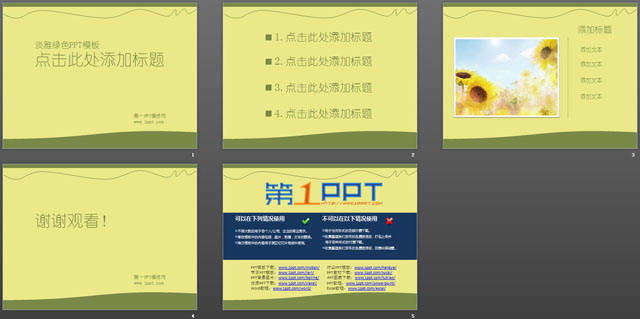 淡雅绿色PPT模板
点击此处添加标题
第一PPT模板网
www.1ppt.com
1
1.点击此处添加标题
2.点击此处添加标题
3.点击此处添加标题
4.点击此处添加标题
2
添加标题
添加文本
添加文本
添加文本
添加文本
3
谢谢观看!
第一PPT模板网
www.1ppt.com
4
第1PPT
HTTP://WWW.1PPT.COM
可以在下列情况使用
不可以在以下情况使用
PPT模板下载：www.1ppt.com/moban/
行业PPT模板：www.1ppt.com/hangye/
节日PPT模板：www.1ppt.com/jieri/
PPT素材下载：www.1ppt.com/sucai/
PPT背景图片：www.1ppt.com/beijing/
PPT图表下载：www.1ppt.com/tubiao/
优秀PPT下载：www.1ppt.com/xiazai/
PPT教程：www.1ppt.com/powerpoint/
Word教程：www.1ppt.com/word/
Excel教程：www.1ppt.com/excel/
5